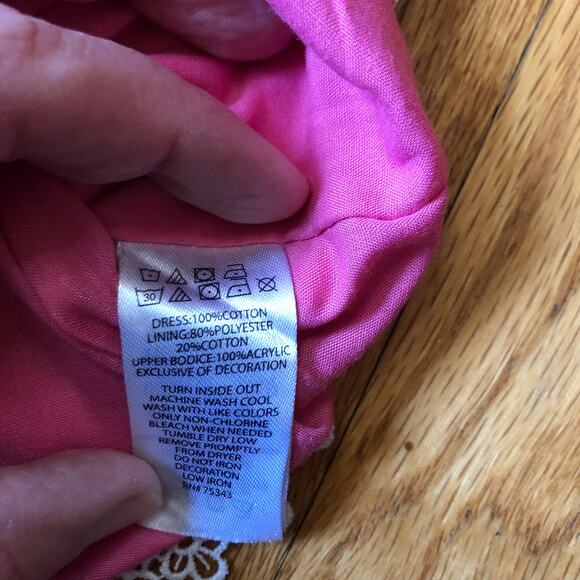 30
DRESS:100%COTTON
LINING:80%POLYESTER
20%COTTON
UPPER BODICE:100%ACRYLIC
EXCLUSIVE OF DECORATION
TURN INSIDE OUT
MACHINE WASH COOL
WASH WITH LIKE COLORS
ONLY NON-CHLORINE
BLEACH WHEN NEEDED
TUMBLE DRY LOW
REMOVE PROMPTLY
FROM DRYER
DO NOT IRON
DECORATION
LOW IRON
RN# 75343